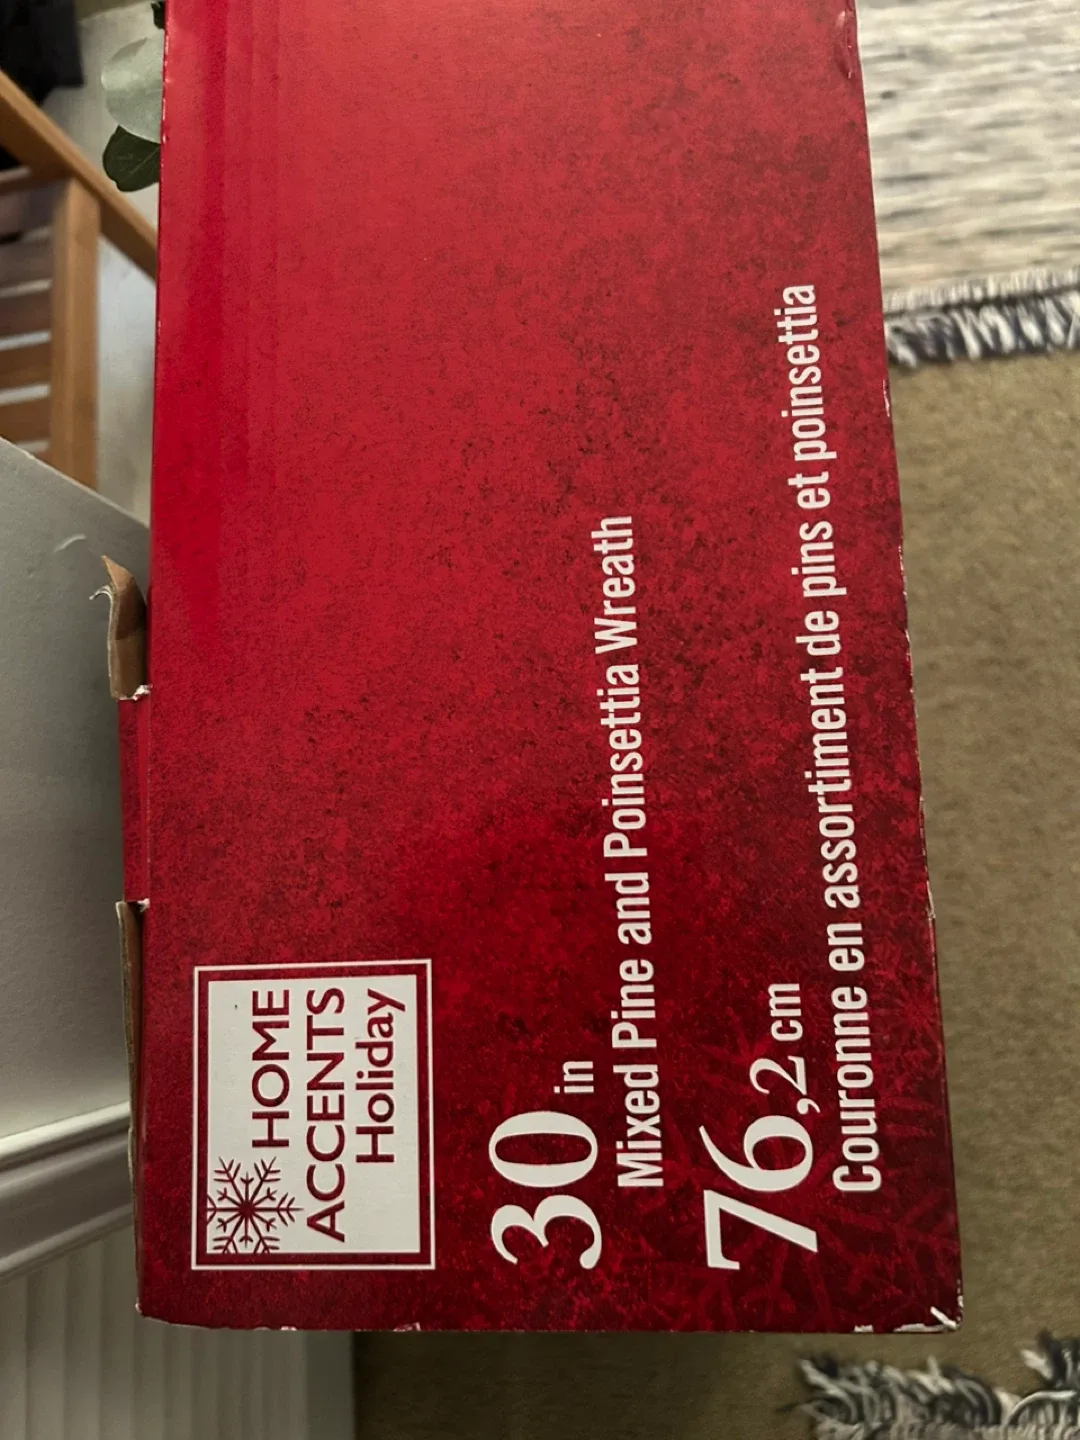 HOME
ACCENTS
Holiday
30 in
Mixed Pine and Poinsettia Wreath
76,2 cm
Couronne en assortiment de pins et poinsettia